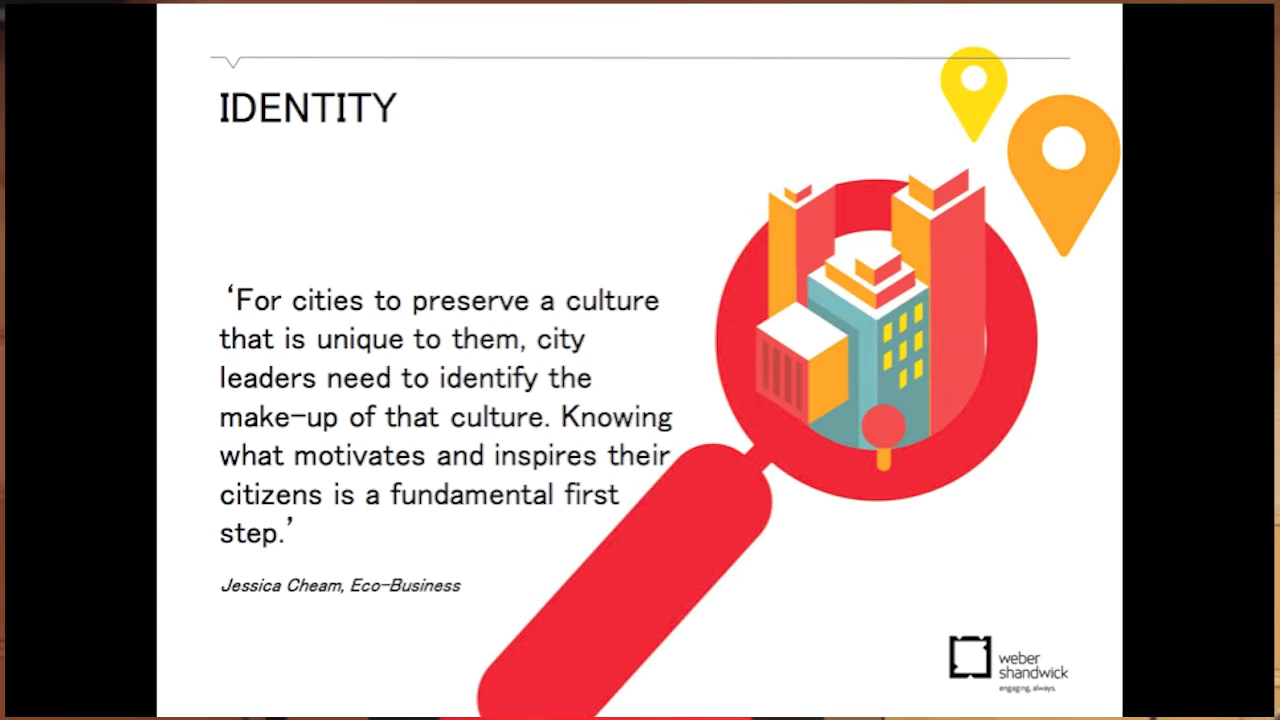 IDENTITY
‘For cities to preserve a culture
that is unique to them, city
leaders need to identify the
make-up of that culture. Knowing
what motivates and inspires their
citizens is a fundamental first
step.’
Jessica Cheam, Eco-Business
weber
shandwick
engaging, always.